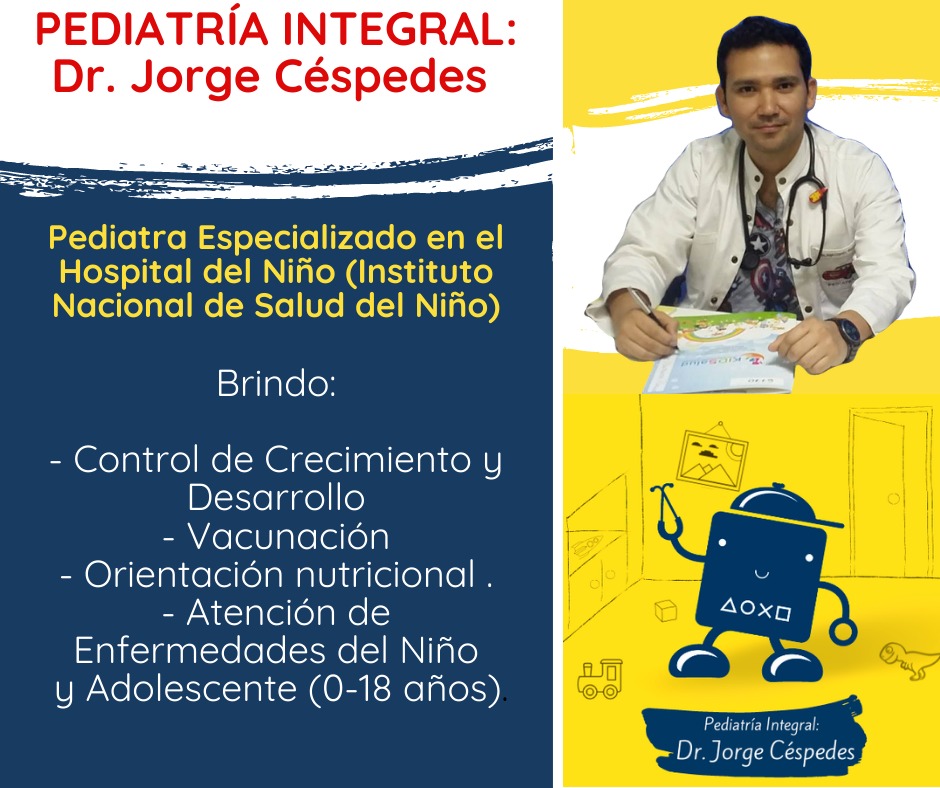 PEDIATRÍA INTEGRAL:
Dr. Jorge Céspedes
Pediatra Especializado en el
Hospital del Niño (Instituto
Nacional de Salud del Niño)
Brindo:
- Control de Crecimiento y
Desarrollo
- Vacunación
- Orientación nutricional .
- Atención de
Enfermedades del Niño
y Adolescente (0-18 años).
Pediatría Integral:
Dr. Jorge Céspedes